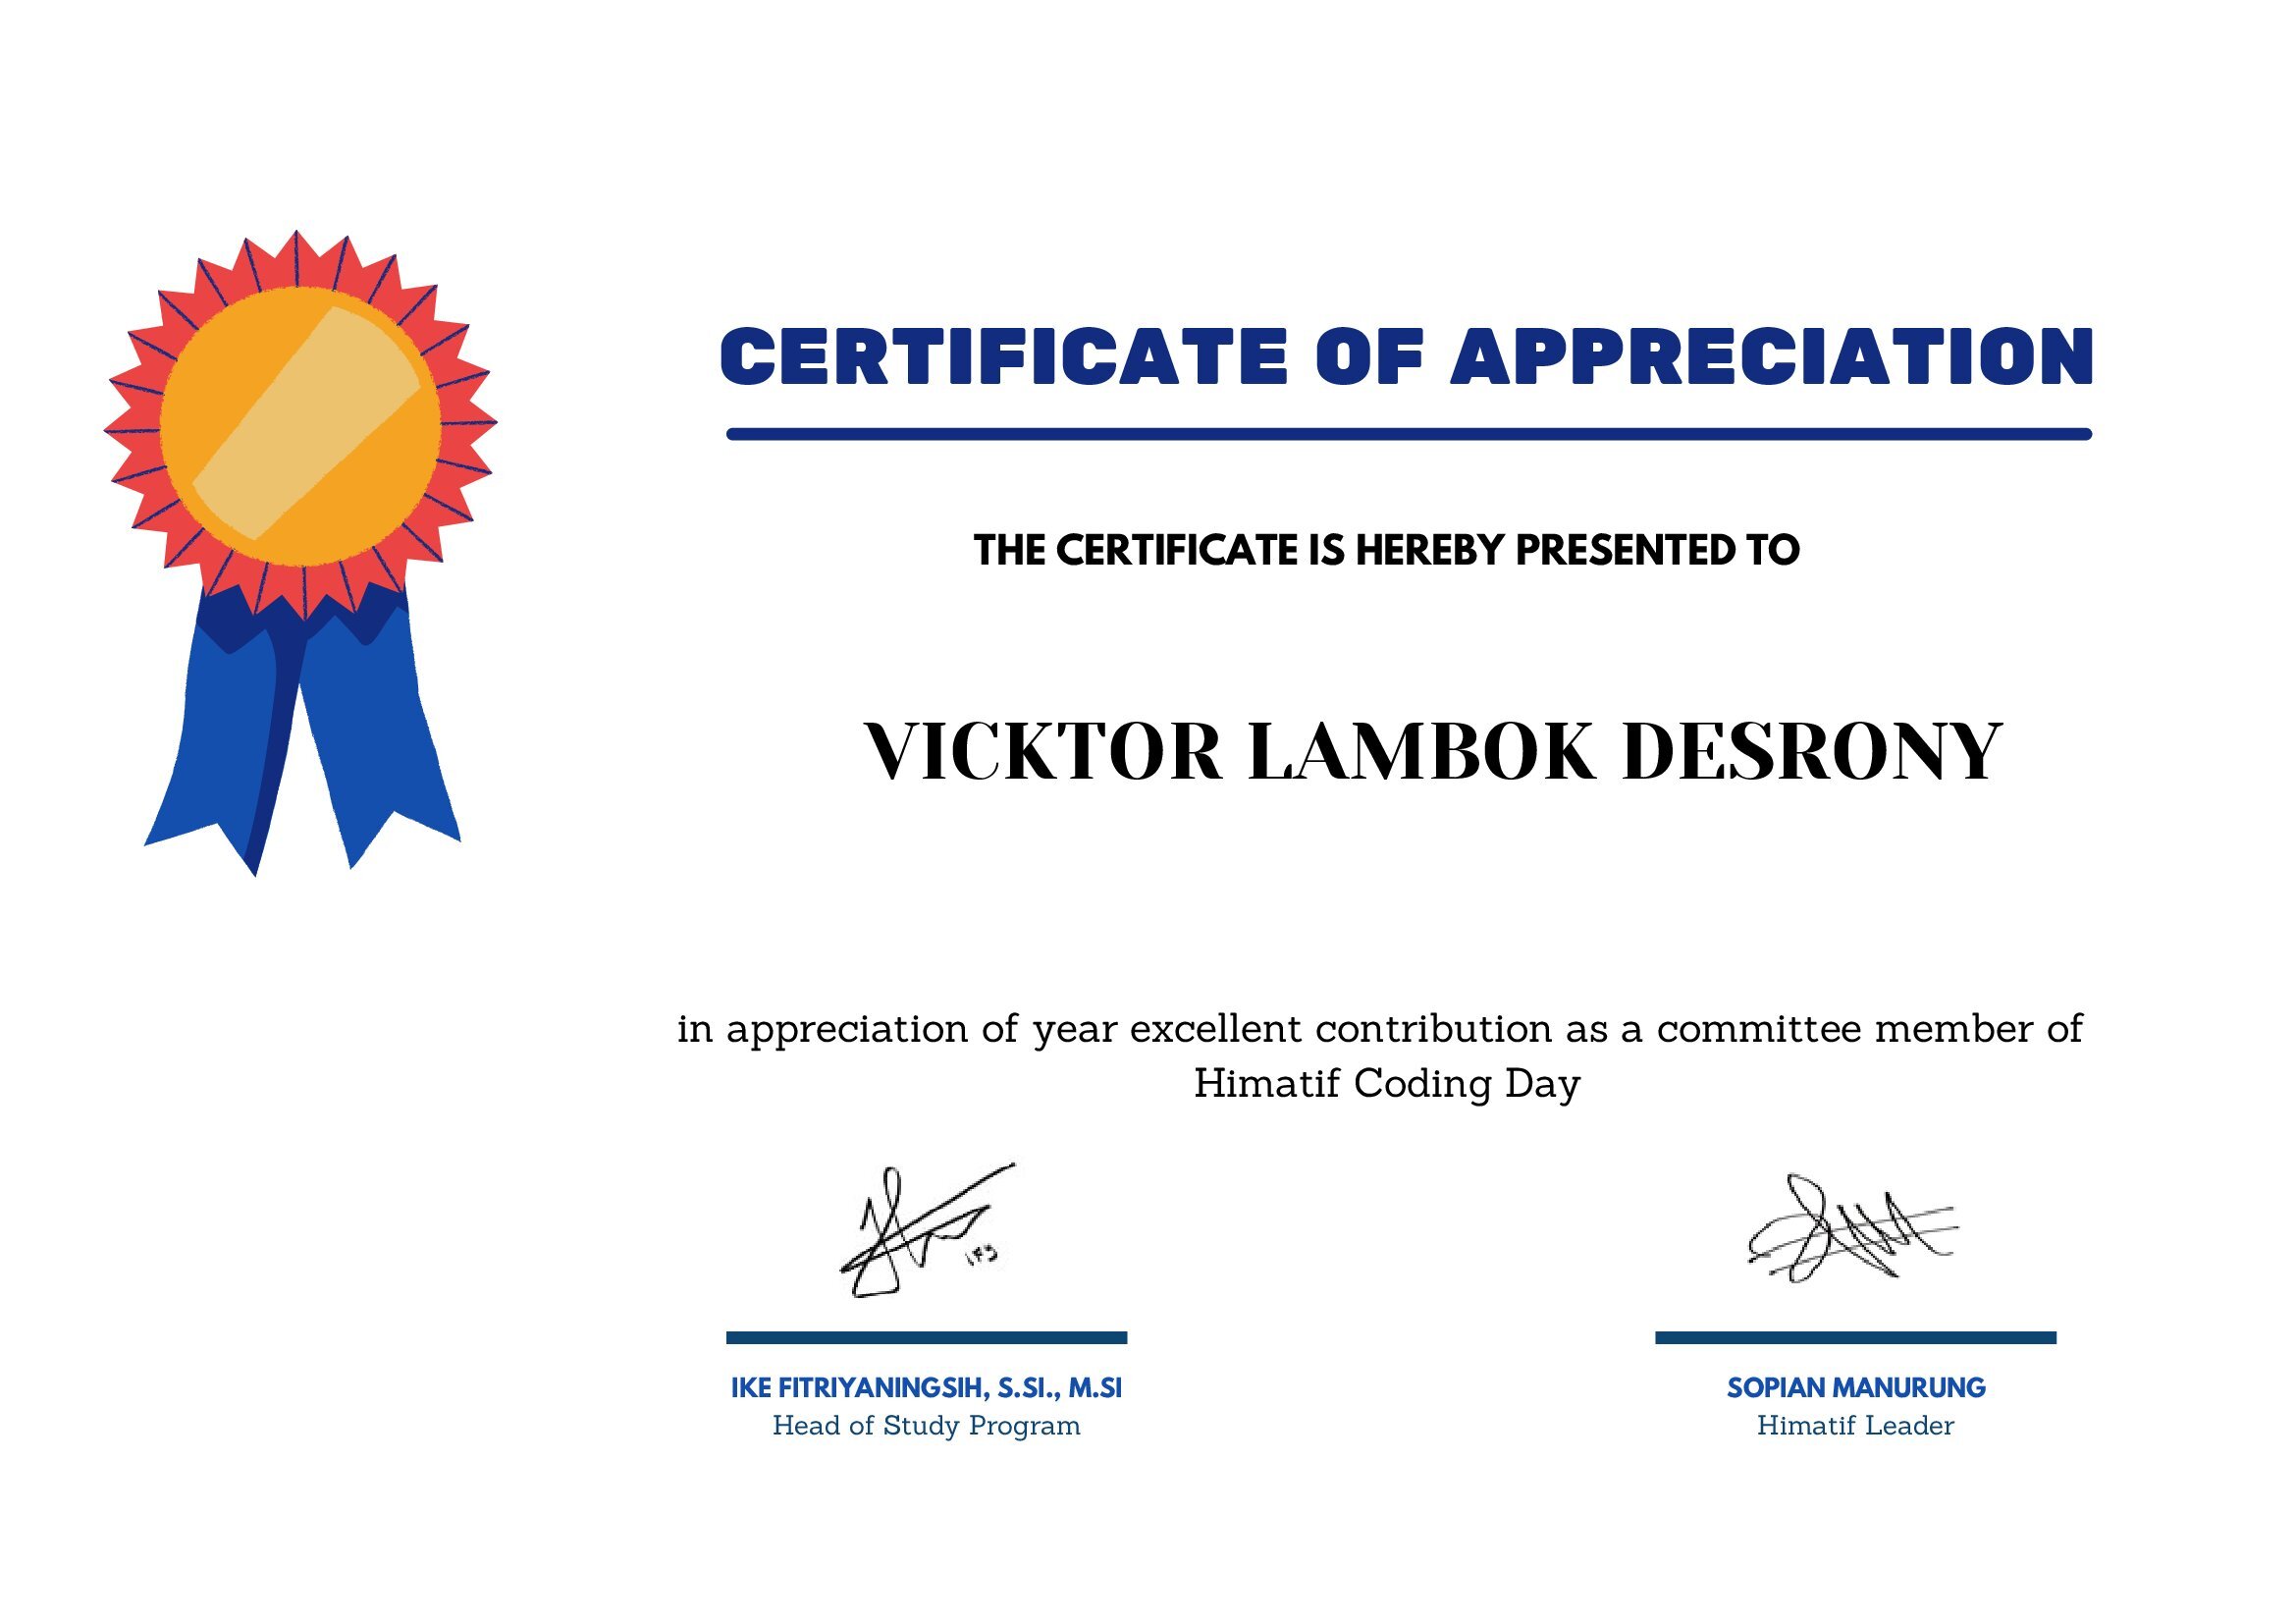 CERTIFICATE OF APPRECIATION
THE CERTIFICATE IS HEREBY PRESENTED TO
VICKTOR LAMBOK DESRONY
in appreciation of year excellent contribution as a committee member of
Himatif Coding Day
IFS
IKE FITRIYANINGSIH, S.SI., M.SI
Head of Study Program
SOPIAN MANURUNG
Himatif Leader